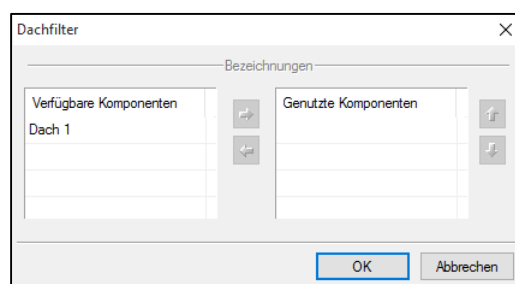 Dachfilter
Bezeichnungen
Verfügbare Komponenten
Dach 1
Genutzte Komponenten
OK
Abbrechen